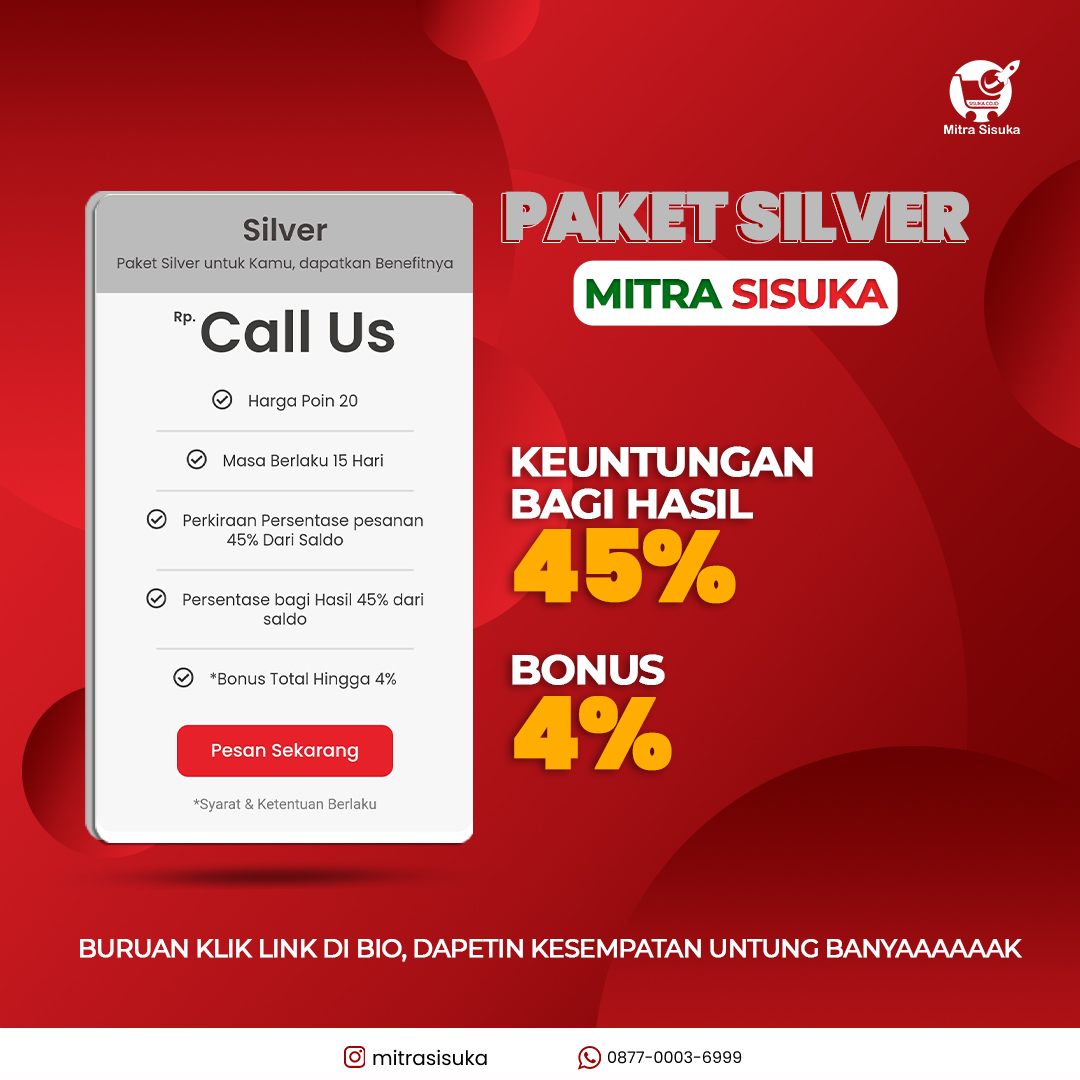 SISUKA.CO.ID
Mitra Sisuka
Silver
Paket Silver untuk Kamu, dapatkan Benefitnya
Rp. Call Us
Harga Poin 20
Masa Berlaku 15 Hari
Perkiraan Persentase pesanan
45% Dari Saldo
Persentase bagi Hasil 45% dari
saldo
*Bonus Total Hingga 4%
Pesan Sekarang
*Syarat & Ketentuan Berlaku
PAKET SILVER
MITRA SISUKA
KEUNTUNGAN
BAGI HASIL
45%
BONUS
4%
BURUAN KLIK LINK DI BIO, DAPETIN KESEMPATAN UNTUNG BANYAAAAAAK
mitrasisuka
0877-0003-6999